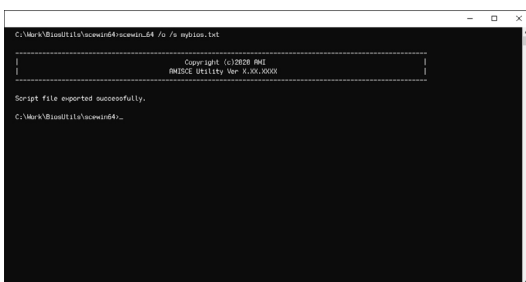 C:\Work\BiosUtils\scewin64>scewin_64 /o /s mybios.txt
Copyright (c)2020 AMI
AMISCE Utility Ver X.XX.XXXX
Script file exported successfully.
C:\Work\BiosUtils\scewin64>_